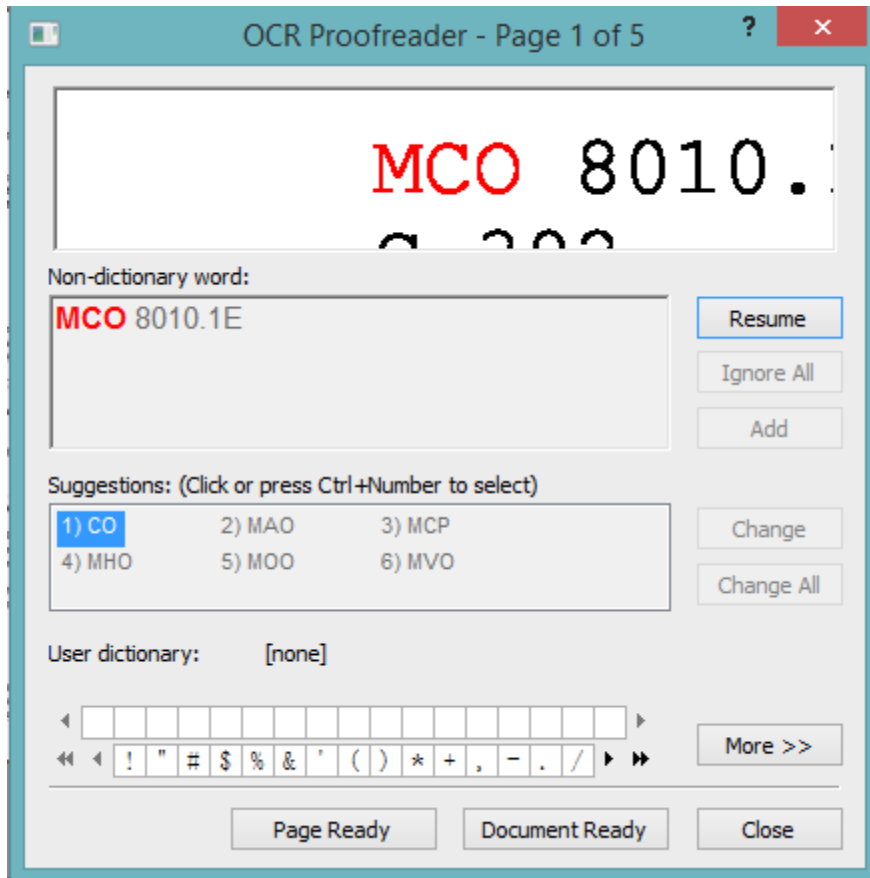 OCR Proofreader - Page 1 of 5 ? ×
MCO 8010.
Non-dictionary word:
MCO 8010.1E
Resume
Ignore All
Add
Suggestions: (Click or press Ctrl+Number to select)
1) CO 2) MAO 3) MCP
4) MHO 5) MOO 6) MVO
Change
Change All
User dictionary: [none]
! " # $ % & ' ( ) * + , - . /
More >>
Page Ready Document Ready Close